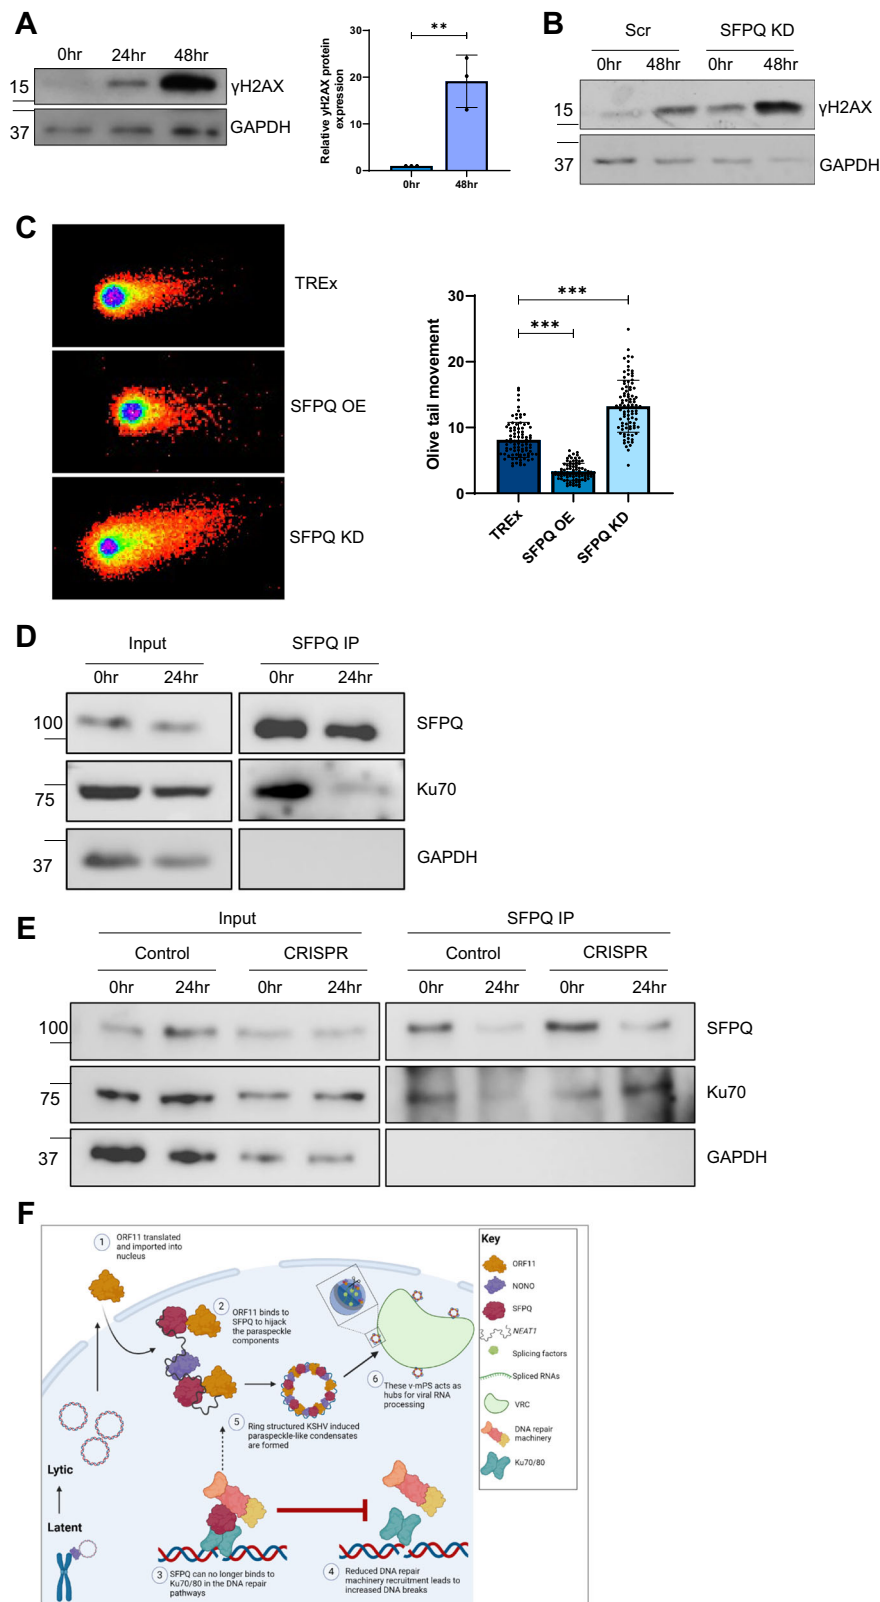 A
0hr
24hr
48hr
15
γH2AX
37
GAPDH
Relative γH2AX protein
expression
30
20
10
0
**
0hr
48hr
B
Scr
SFPQ KD
0hr
48hr
0hr
48hr
15
γH2AX
37
GAPDH
C
TREx
SFPQ OE
SFPQ KD
Olive tail movement
30
20
10
0
***
***
TREx
SFPQ OE
SFPQ KD
D
Input
SFPQ IP
0hr
24hr
0hr
24hr
100
SFPQ
75
Ku70
37
GAPDH
E
Input
SFPQ IP
Control
CRISPR
Control
CRISPR
0hr
24hr
0hr
24hr
0hr
24hr
0hr
24hr
100
SFPQ
75
Ku70
37
GAPDH
F
1
ORF11 translated
and imported into
nucleus
2
ORF11 binds to
SFPQ to hijack
the paraspeckle
components
5
Ring structured KSHV induced
paraspeckle-like condensates
are formed
6
These v-mPS acts as
hubs for viral RNA
processing
Lytic
Latent
3
SFPQ can no longer binds to
Ku70/80 in the DNA repair
pathways
4
Reduced DNA repair
machinery recruitment leads to
increased DNA breaks
Key
ORF11
NONO
SFPQ
NEAT1
Splicing factors
Spliced RNAs
VRC
DNA repair
machinery
Ku70/80